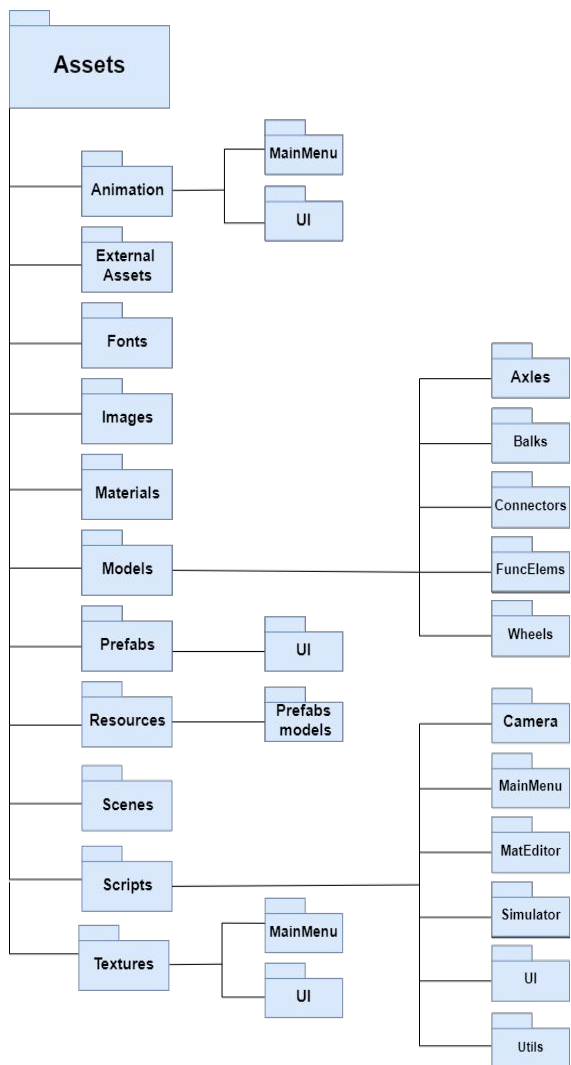 Assets
Animation
MainMenu
UI
External
Assets
Fonts
Images
Materials
Models
Axles
Balks
Connectors
FuncElems
Wheels
Prefabs
UI
Resources
Prefabs
models
Scenes
Scripts
Camera
MainMenu
MatEditor
Simulator
UI
Utils
Textures
MainMenu
UI